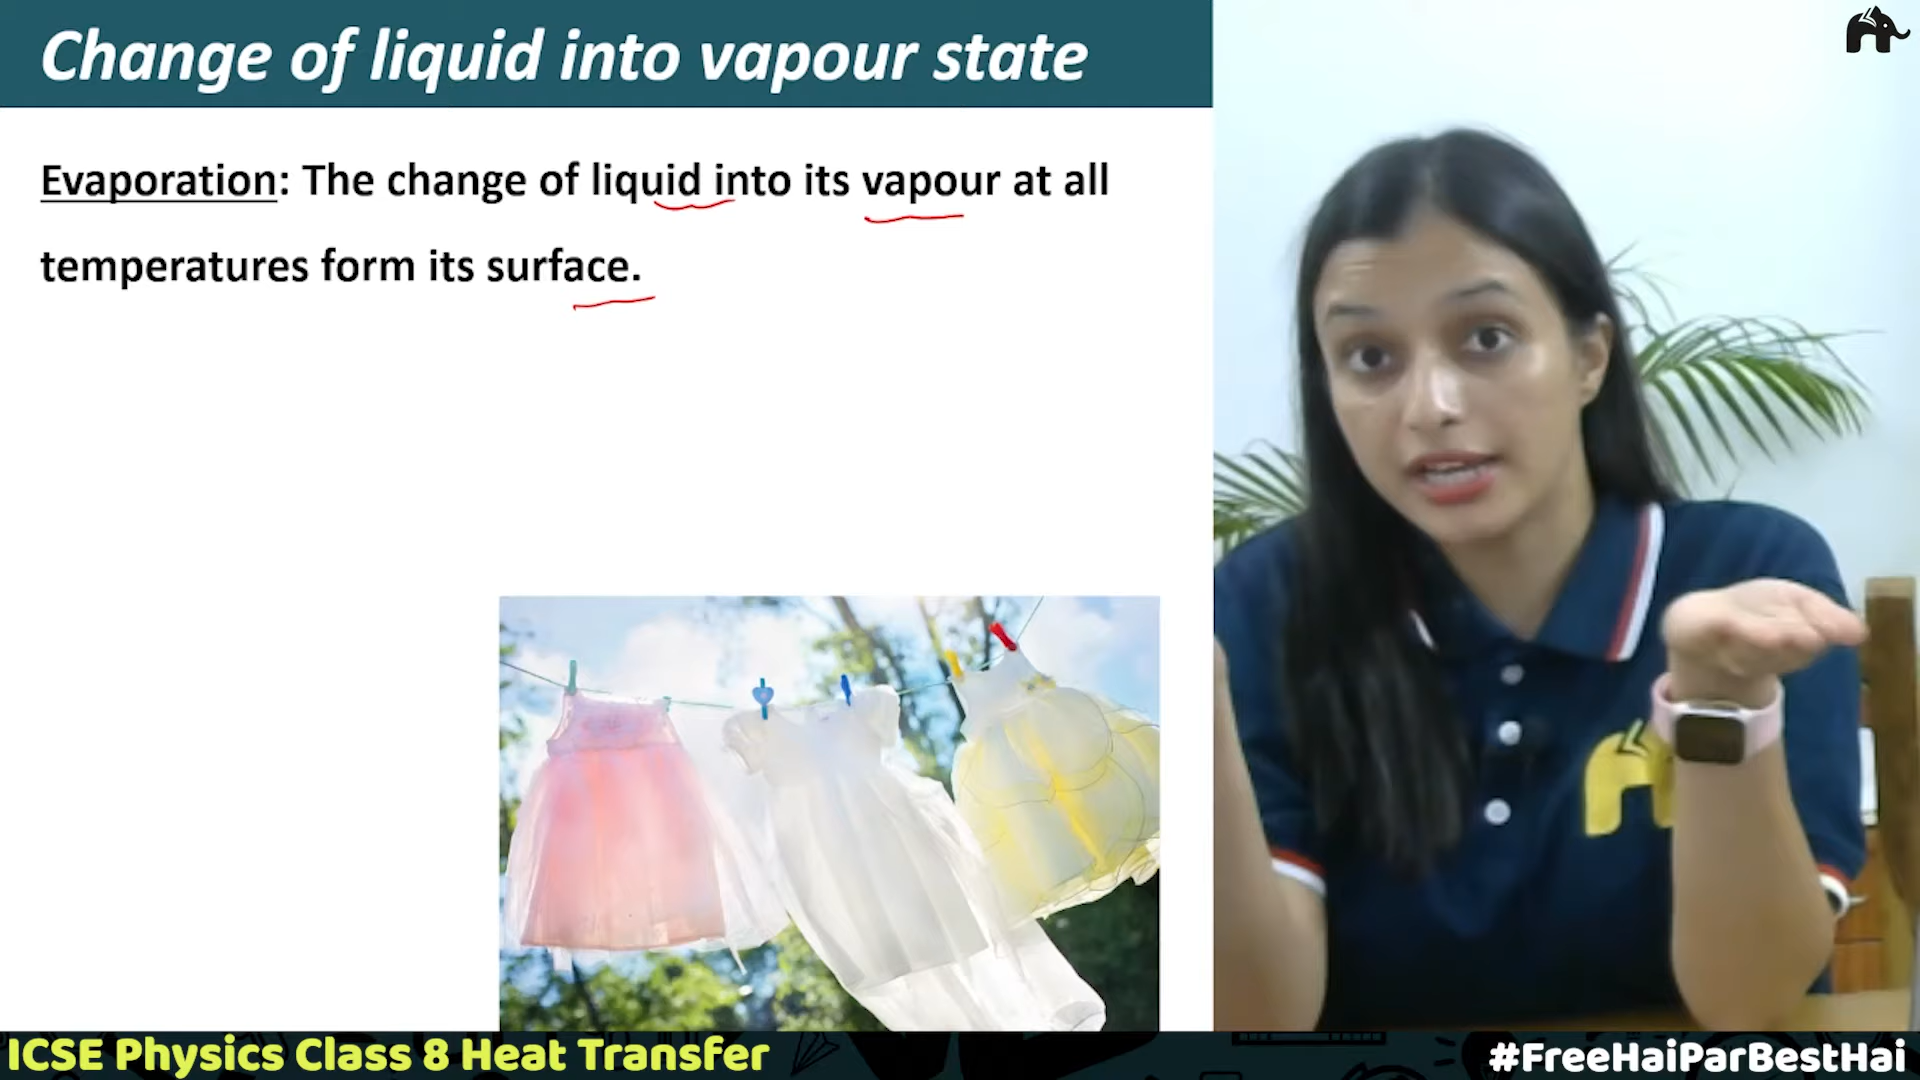 Change of liquid into vapour state
Evaporation: The change of liquid into its vapour at all
temperatures form its surface.
ICSE Physics Class 8 Heat Transfer
#FreeHaiParBestHai